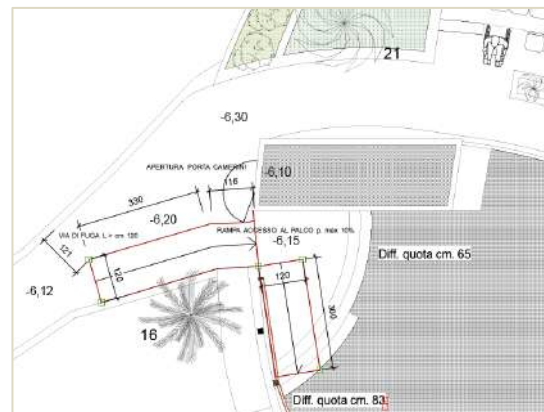 21
-6,30
APERTURA PORTA CAMERINI
-6,10
116
330
-6,20
VIA DI FUGA L = cm 120
RAMPA ACCESSO AL PALCO p. max 10%
-6,15
121
Diff. quota cm. 65
120
120
-6,12
300
16
Diff. quota cm. 83